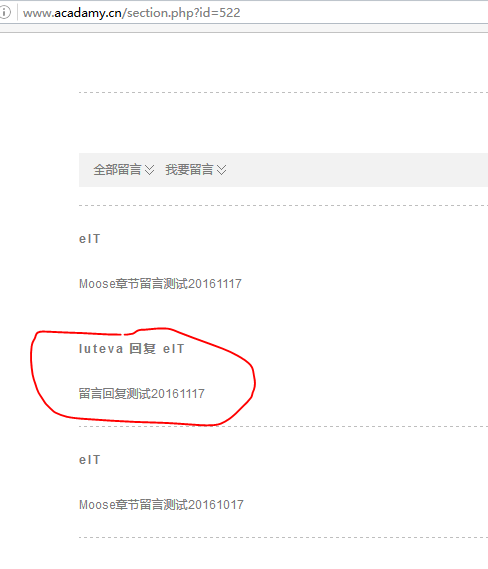 www.acadamy.cn/section.php?id=522
全部留言 我要留言
eIT
Moose章节留言测试20161117
luteva 回复 eIT
留言回复测试20161117
eIT
Moose章节留言测试20161017